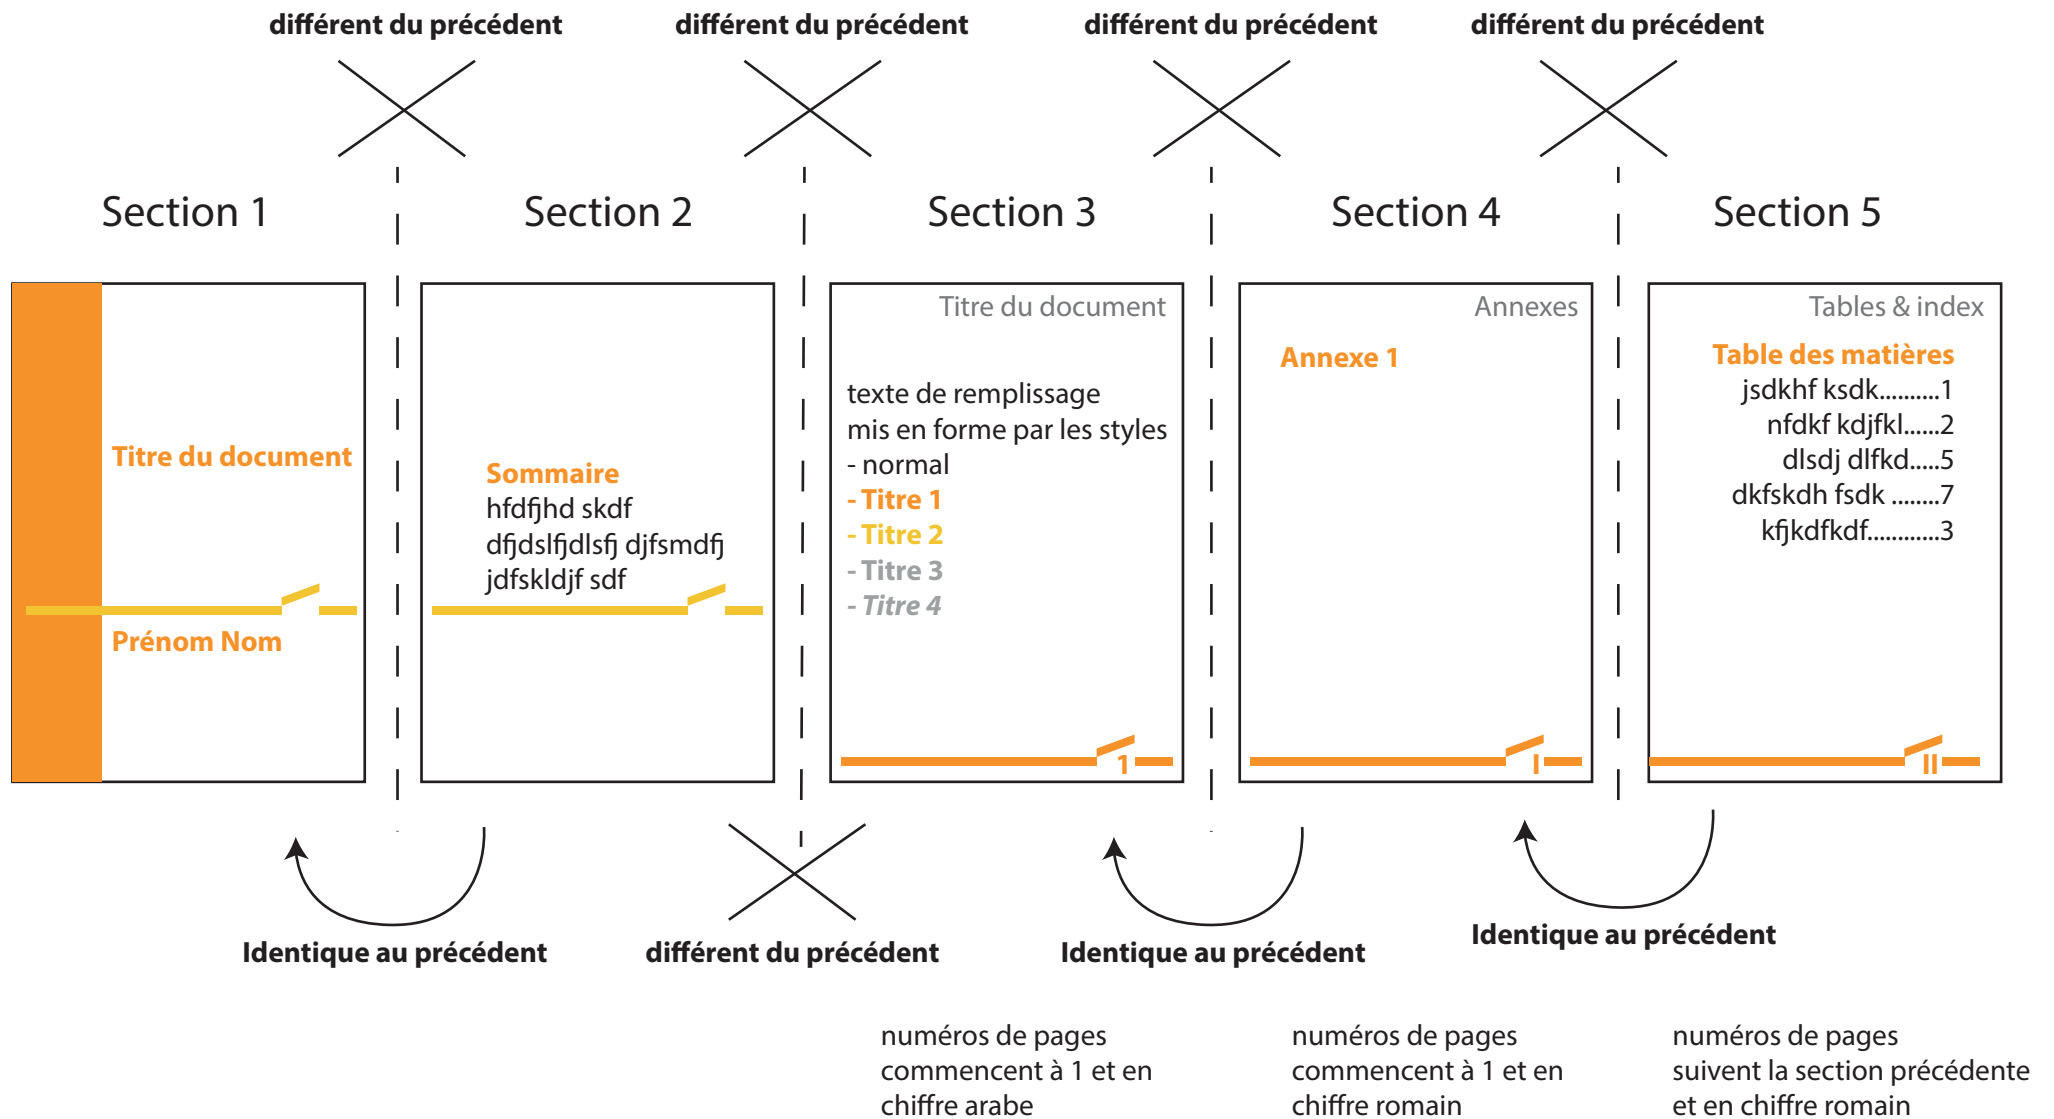 différent du précédent
différent du précédent
différent du précédent
différent du précédent
Section 1
Section 2
Section 3
Section 4
Section 5
Titre du document
Prénom Nom
Sommaire
hfdfjhd skdf
dfjdslfjdlsfj djfsmdfj
jdfskldjf sdf
Titre du document
texte de remplissage
mis en forme par les styles
- normal
- Titre 1
- Titre 2
- Titre 3
- Titre 4
1
Annexes
Annexe 1
I
Tables & index
Table des matières
jsdkhf ksdk..........1
nfdkf kdjfkl......2
dlsdj dlfkd.....5
dkfskdh fsdk ........7
kfjkdfkdf............3
II
Identique au précédent
différent du précédent
Identique au précédent
Identique au précédent
numéros de pages
commencent à 1 et en
chiffre arabe
numéros de pages
commencent à 1 et en
chiffre romain
numéros de pages
suivent la section précédente
et en chiffre romain